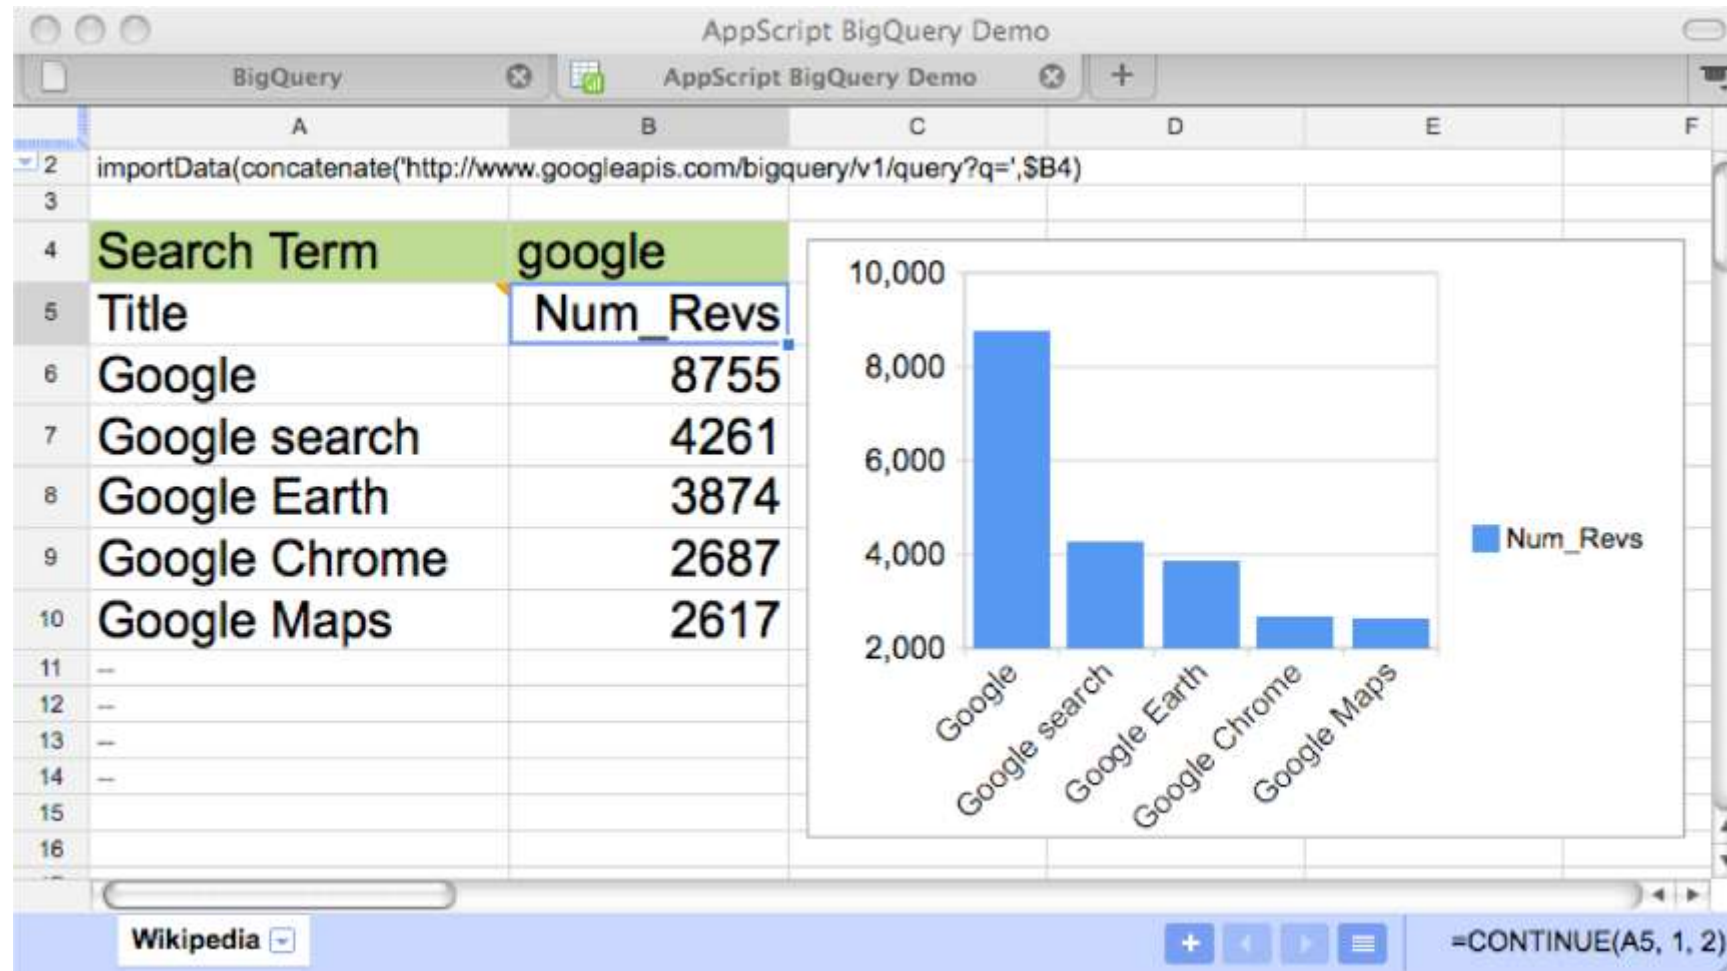 AppScript BigQuery Demo
BigQuery AppScript BigQuery Demo +
A B C D E F
2 importData(concatenate('http://www.googleapis.com/bigquery/v1/query?q=',$B4)
3
4 Search Term google
5 Title Num_Revs
6 Google 8755
7 Google search 4261
8 Google Earth 3874
9 Google Chrome 2687
10 Google Maps 2617
11 --
12 --
13 --
14 --
15
16
10,000
8,000
6,000
4,000
2,000
Google
Google search
Google Earth
Google Chrome
Google Maps
Num_Revs
Wikipedia
=CONTINUE(A5, 1, 2)